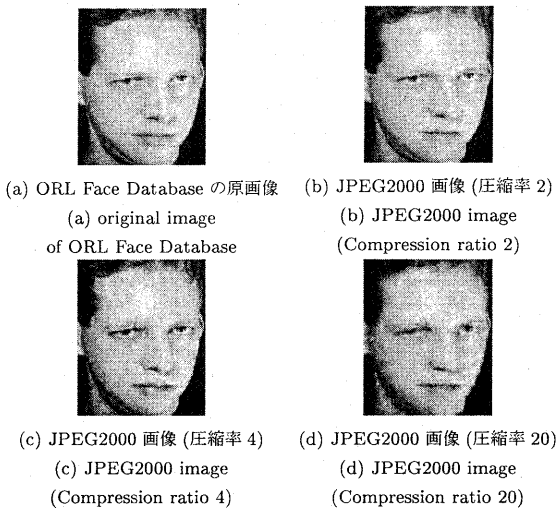 (a) ORL Face Database の原画像
(a) original image
of ORL Face Database
(b) JPEG2000 画像 (圧縮率 2)
(b) JPEG2000 image
(Compression ratio 2)
(c) JPEG2000 画像 (圧縮率 4)
(c) JPEG2000 image
(Compression ratio 4)
(d) JPEG2000 画像 (圧縮率 20)
(d) JPEG2000 image
(Compression ratio 20)